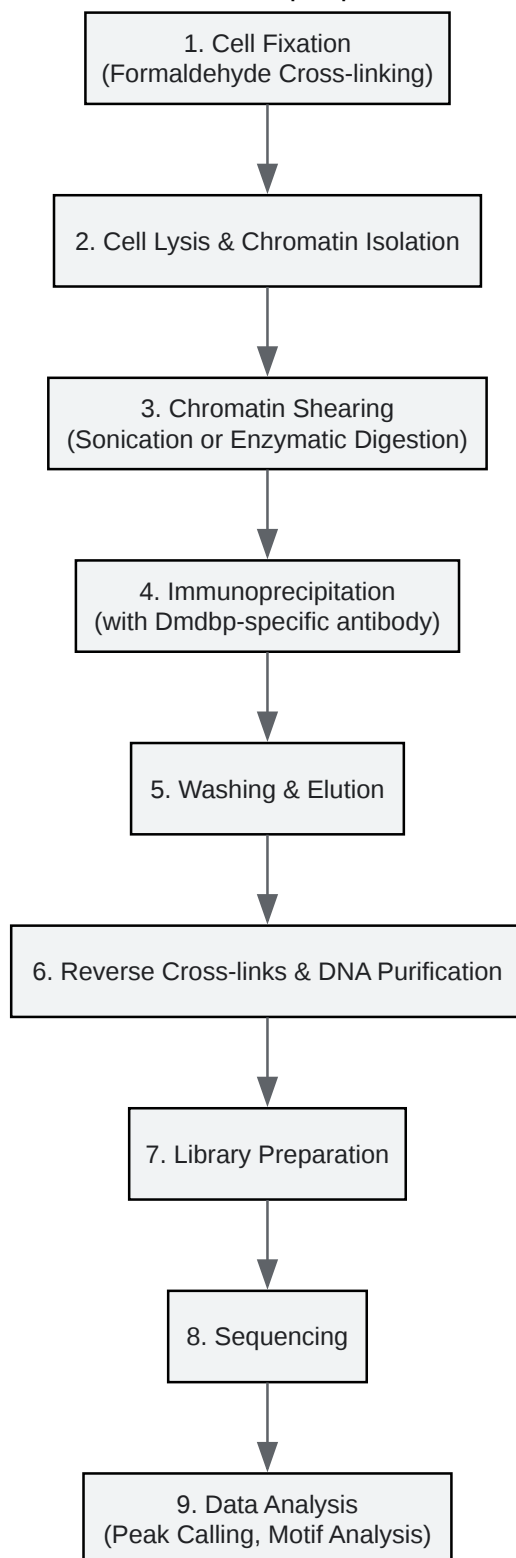 1. Cell Fixation
(Formaldehyde Cross-linking)
2. Cell Lysis & Chromatin Isolation
3. Chromatin Shearing
(Sonication or Enzymatic Digestion)
4. Immunoprecipitation
(with Dmdbp-specific antibody)
5. Washing & Elution
6. Reverse Cross-links & DNA Purification
7. Library Preparation
8. Sequencing
9. Data Analysis
(Peak Calling, Motif Analysis)